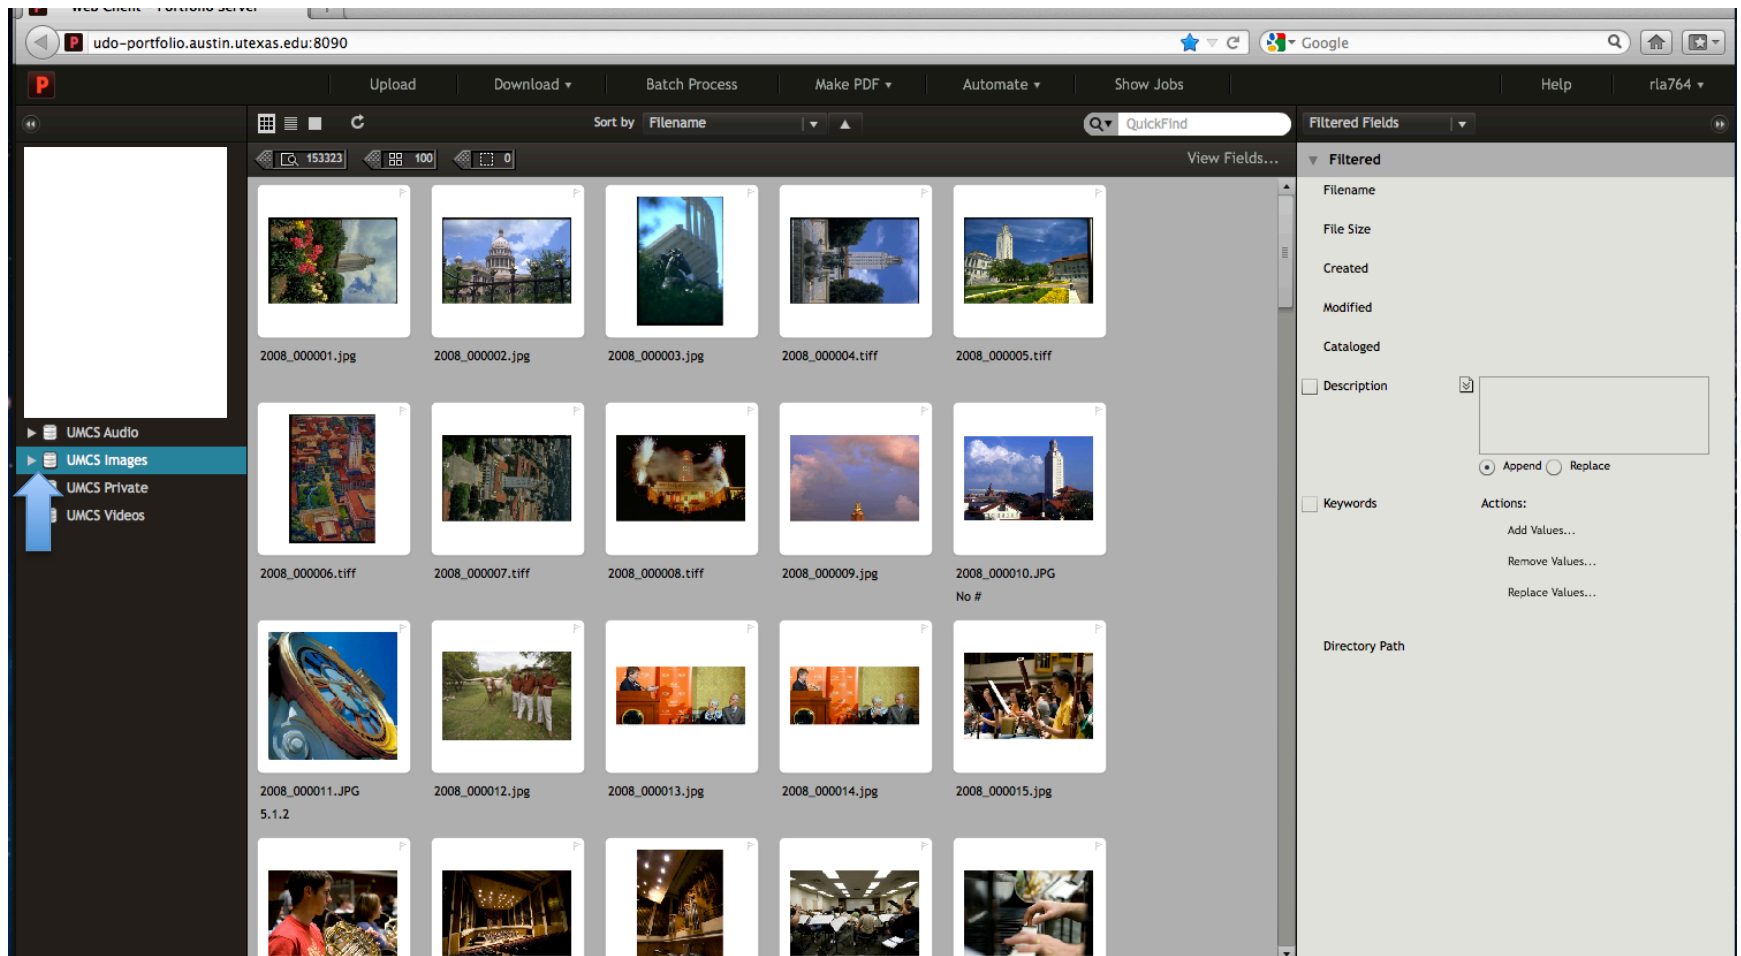 Web Client - Portfolio Server
udo-portfolio.austin.utexas.edu:8090
Google
Upload
Download
Batch Process
Make PDF
Automate
Show Jobs
Help
rla764
Sort by
Filename
QuickFind
Filtered Fields
153323
100
0
View Fields...
Filtered
Filename
File Size
Created
Modified
Cataloged
Description
Append
Replace
Keywords
Actions:
Add Values...
Remove Values...
Replace Values...
Directory Path
UMCS Audio
UMCS Images
UMCS Private
UMCS Videos
2008_000001.jpg
2008_000002.jpg
2008_000003.jpg
2008_000004.tiff
2008_000005.tiff
2008_000006.tiff
2008_000007.tiff
2008_000008.tiff
2008_000009.jpg
2008_000010.JPG
No #
2008_000011.JPG
5.1.2
2008_000012.jpg
2008_000013.jpg
2008_000014.jpg
2008_000015.jpg